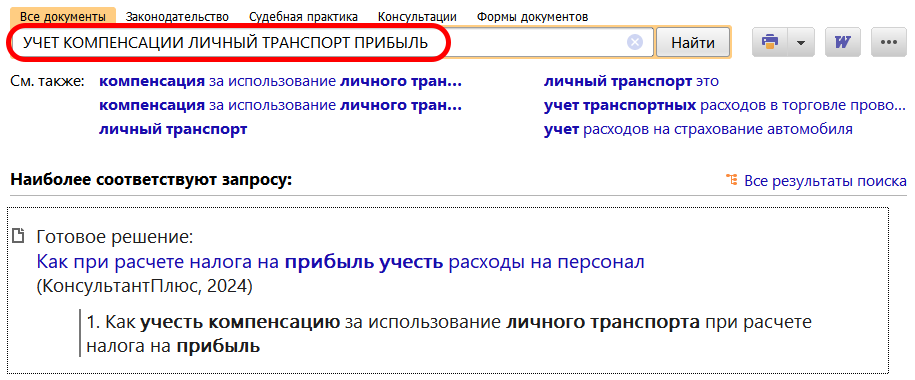 Все документы Законодательство Судебная практика Консультации Формы документов
УЧЕТ КОМПЕНСАЦИИ ЛИЧНЫЙ ТРАНСПОРТ ПРИБЫЛЬ Найти W
См. также: компенсация за использование личного тран... личный транспорт это
компенсация за использование личного тран... учет транспортных расходов в торговле прово...
личный транспорт учет расходов на страхование автомобиля
Наиболее соответствуют запросу: Все результаты поиска
Готовое решение:
Как при расчете налога на прибыль учесть расходы на персонал
(КонсультантПлюс, 2024)
1. Как учесть компенсацию за использование личного транспорта при расчете
налога на прибыль